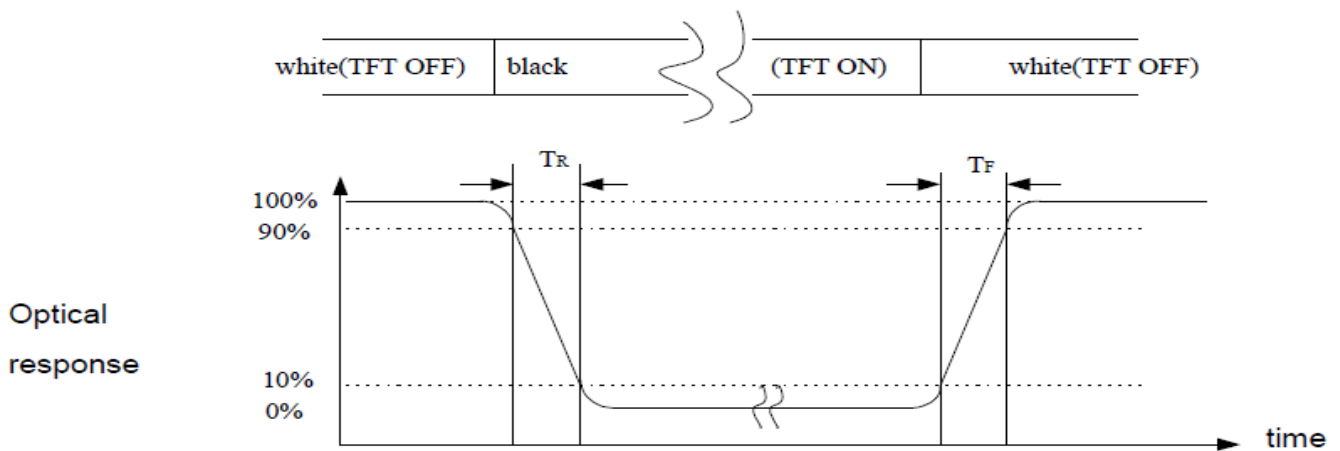 white(TFT OFF) black (TFT ON) white(TFT OFF)
TR TF
100%
90%
Optical
response
10%
0%
time